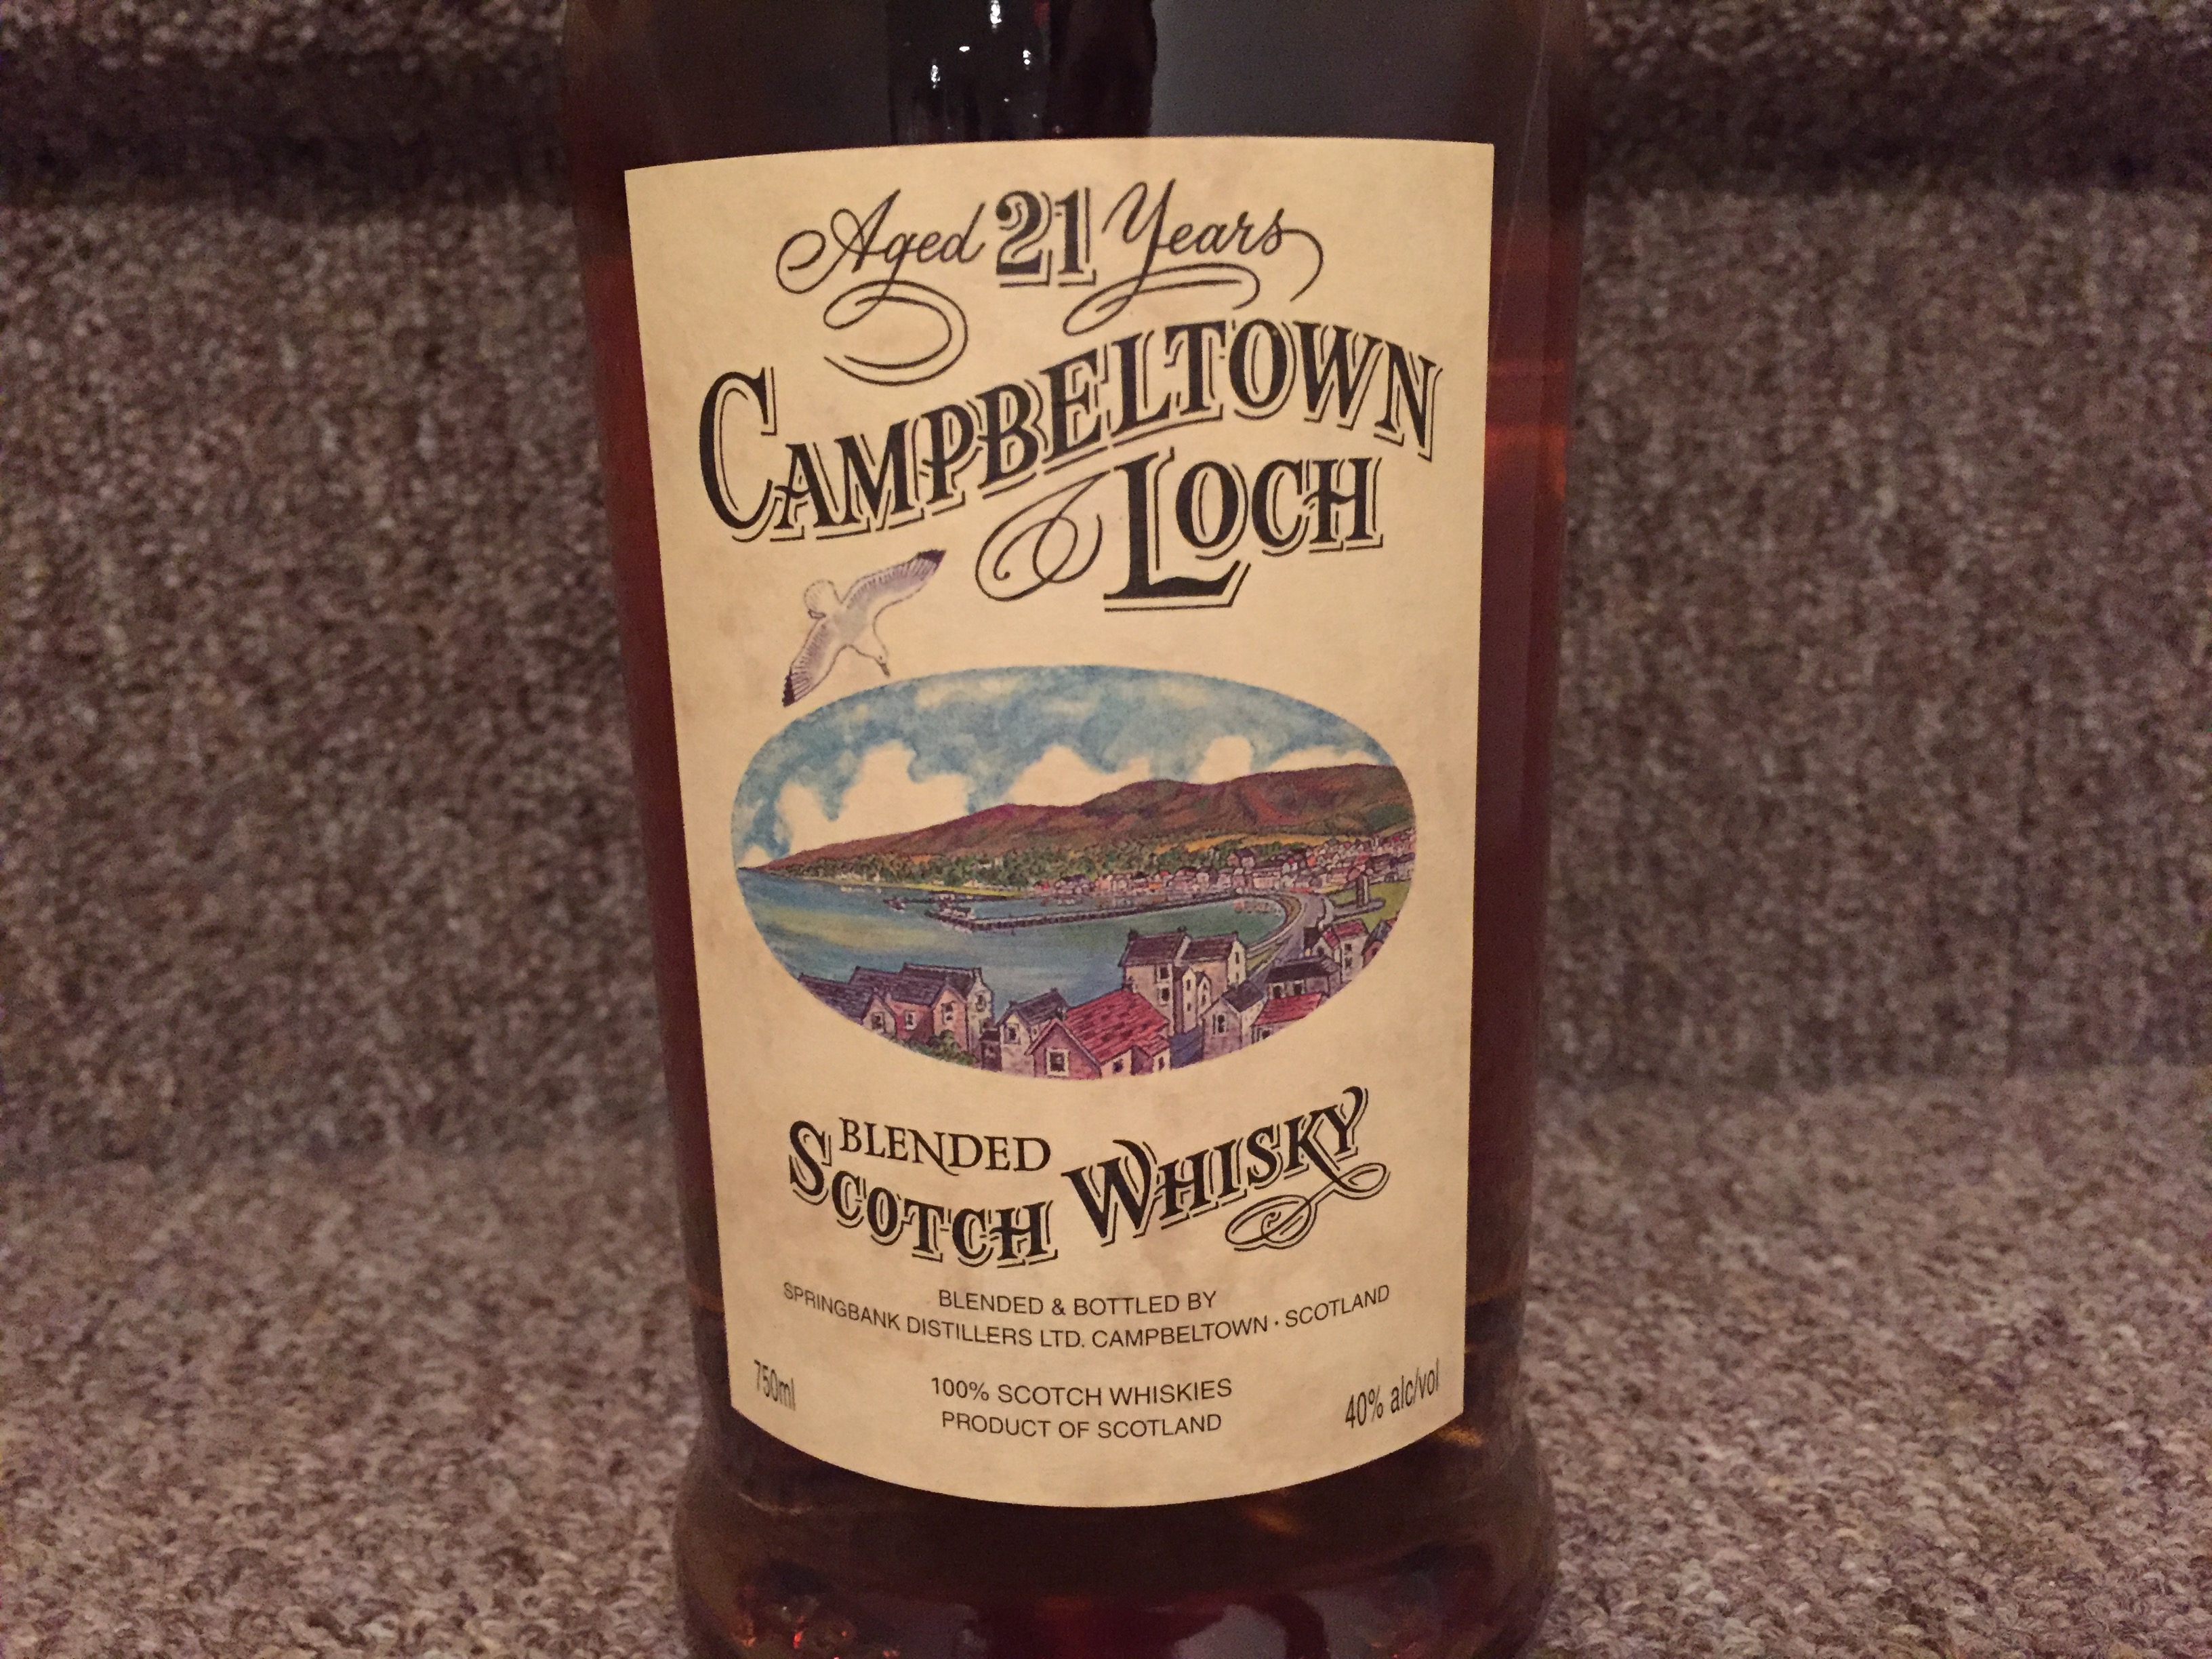 Aged 21 Years
CAMPBELTOWN
LOCH
BLENDED
SCOTCH WHISKY
BLENDED & BOTTLED BY
SPRINGBANK DISTILLERS LTD. CAMPBELTOWN · SCOTLAND
750ml
100% SCOTCH WHISKIES
PRODUCT OF SCOTLAND
40% alc/vol